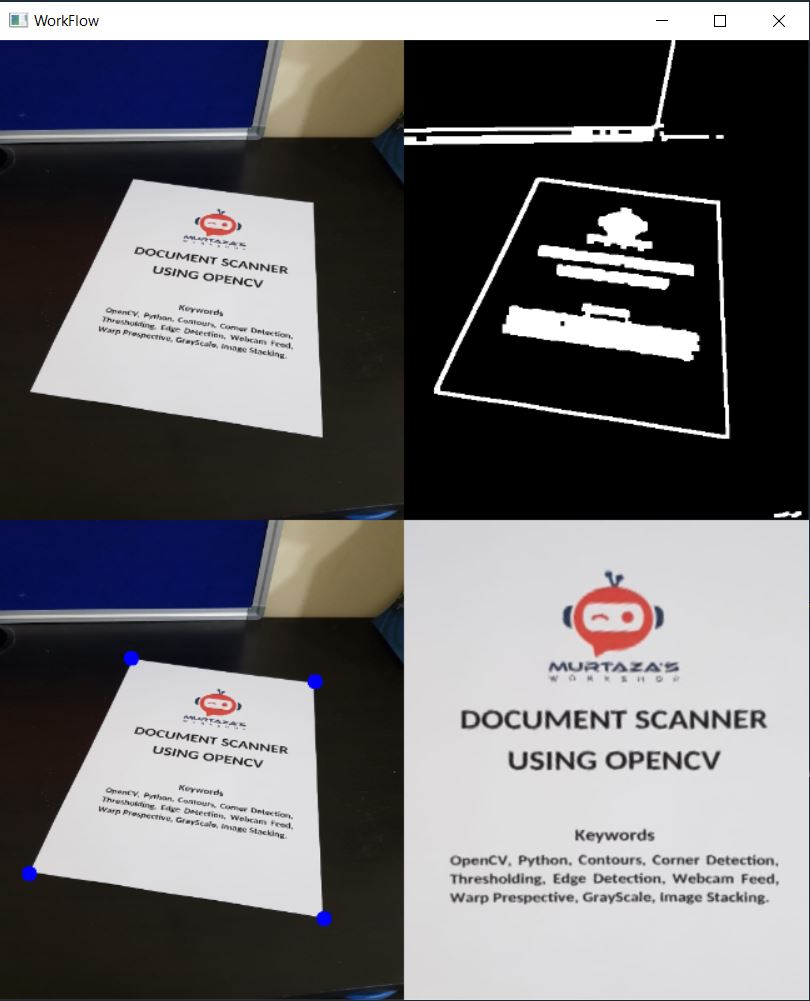 WorkFlow
MURTAZA'S
WORKSHOP
DOCUMENT SCANNER
USING OPENCV
Keywords
OpenCV, Python, Contours, Corner Detection,
Thresholding, Edge Detection, Webcam Feed,
Warp Prespective, GrayScale, Image Stacking.
MURTAZA'S
WORKSHOP
DOCUMENT SCANNER
USING OPENCV
Keywords
OpenCV, Python, Contours, Corner Detection,
Thresholding, Edge Detection, Webcam Feed,
Warp Prespective, GrayScale, Image Stacking.
MURTAZA'S
WORKSHOP
DOCUMENT SCANNER
USING OPENCV
Keywords
OpenCV, Python, Contours, Corner Detection,
Thresholding, Edge Detection, Webcam Feed,
Warp Prespective, GrayScale, Image Stacking.